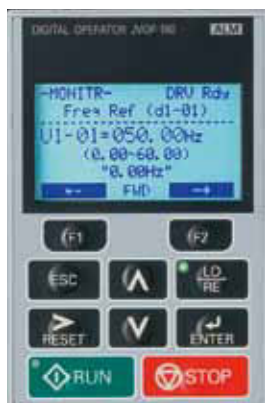 DIGITAL OPERATOR JVOP-180 ALM
-MONITR- DRV Rdy
Freq Ref (d1-01)
U1-01=050.00Hz
(0.00-60.00)
"0.00Hz"
← FWD →
F1 F2
ESC LO RE
RESET ENTER
RUN STOP